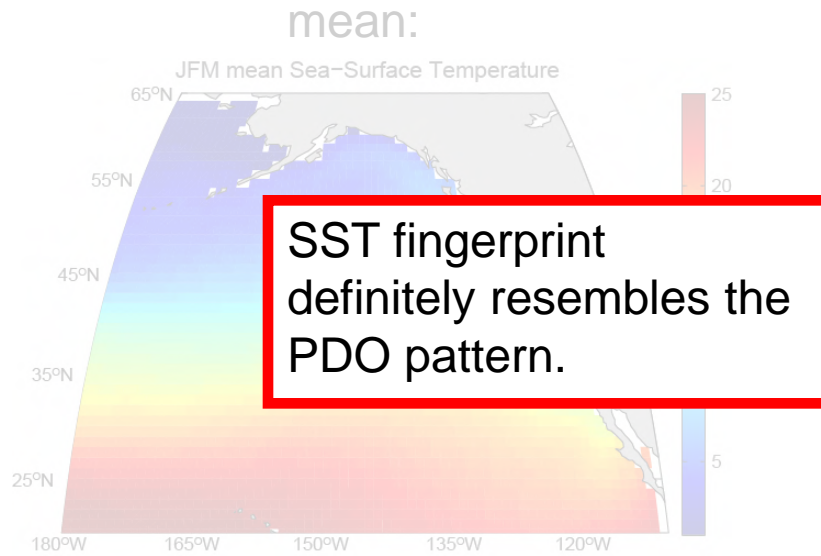 mean:
JFM mean Sea−Surface Temperature
65°N
25
55°N
20
SST fingerprint
definitely resembles the
PDO pattern.
45°N
35°N
5
25°N
180°W 165°W 150°W 135°W 120°W